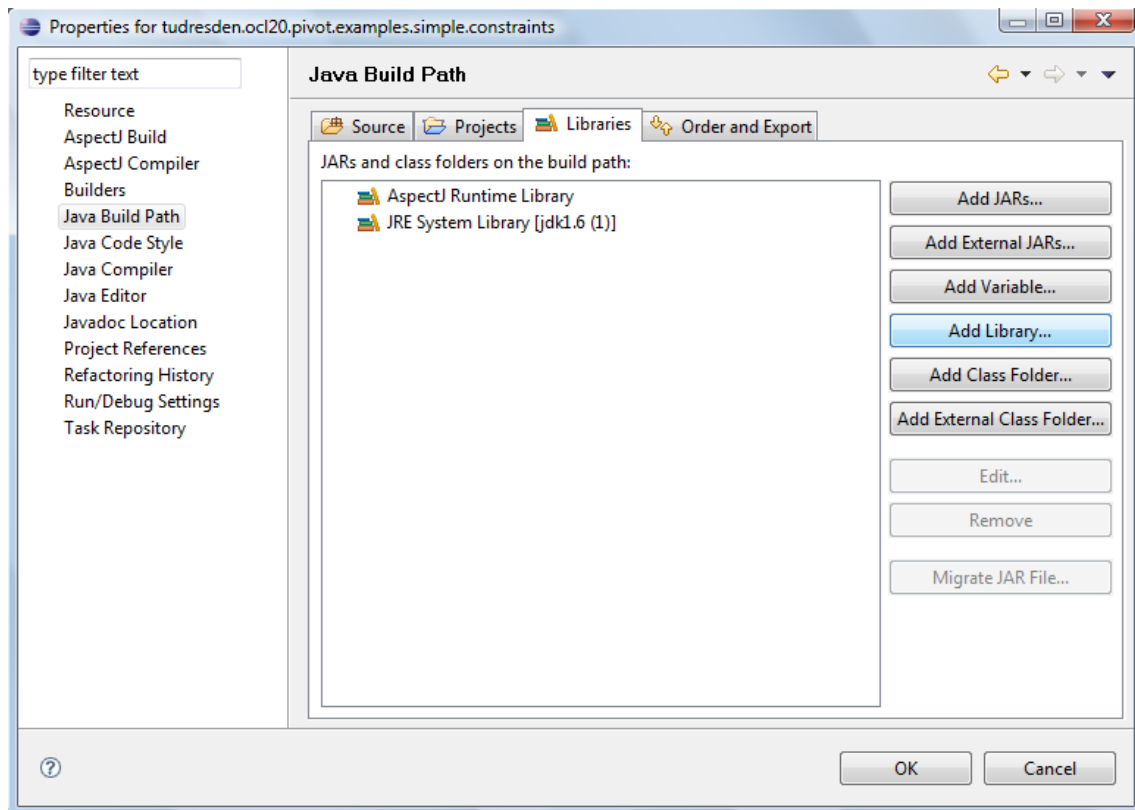 Properties for tudresden.ocl20.pivot.examples.simple.constraints
type filter text
Resource
AspectJ Build
AspectJ Compiler
Builders
Java Build Path
Java Code Style
Java Compiler
Java Editor
Javadoc Location
Project References
Refactoring History
Run/Debug Settings
Task Repository
Java Build Path
Source Projects Libraries Order and Export
JARs and class folders on the build path:
AspectJ Runtime Library
JRE System Library [jdk1.6 (1)]
Add JARs...
Add External JARs...
Add Variable...
Add Library...
Add Class Folder...
Add External Class Folder...
Edit...
Remove
Migrate JAR File...
?
OK Cancel